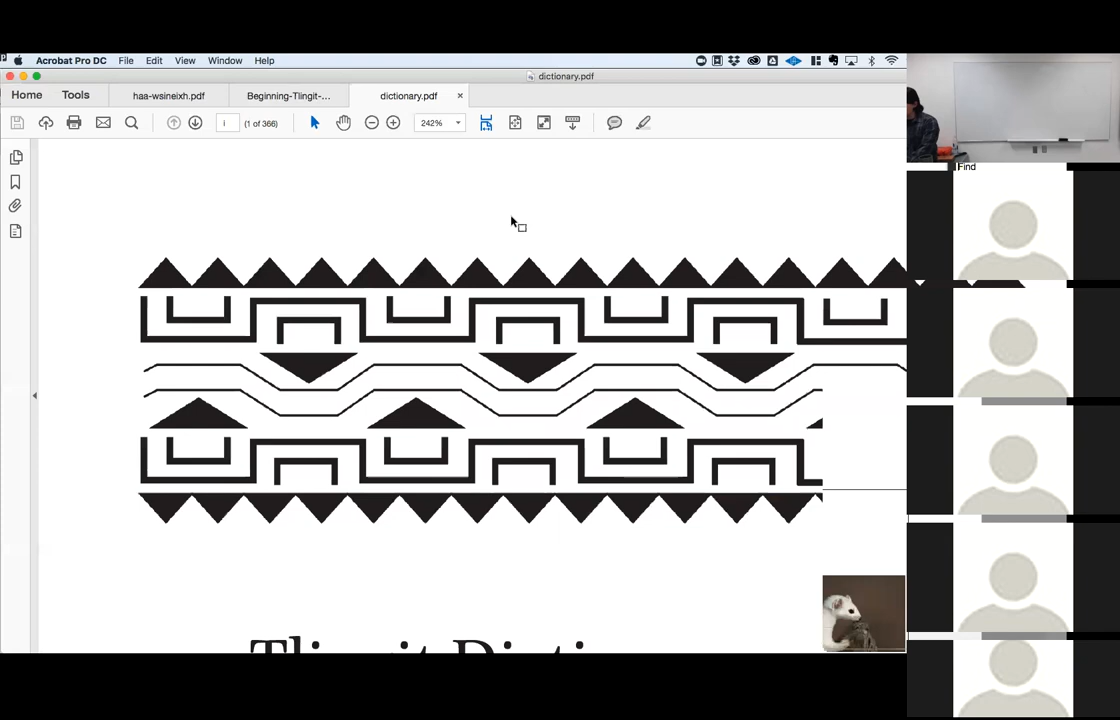 Acrobat Pro DC File Edit View Window Help
dictionary.pdf
Home Tools haa-wsineixh.pdf Beginning-Tlingit-... dictionary.pdf ×
i (1 of 366) 242%
Find